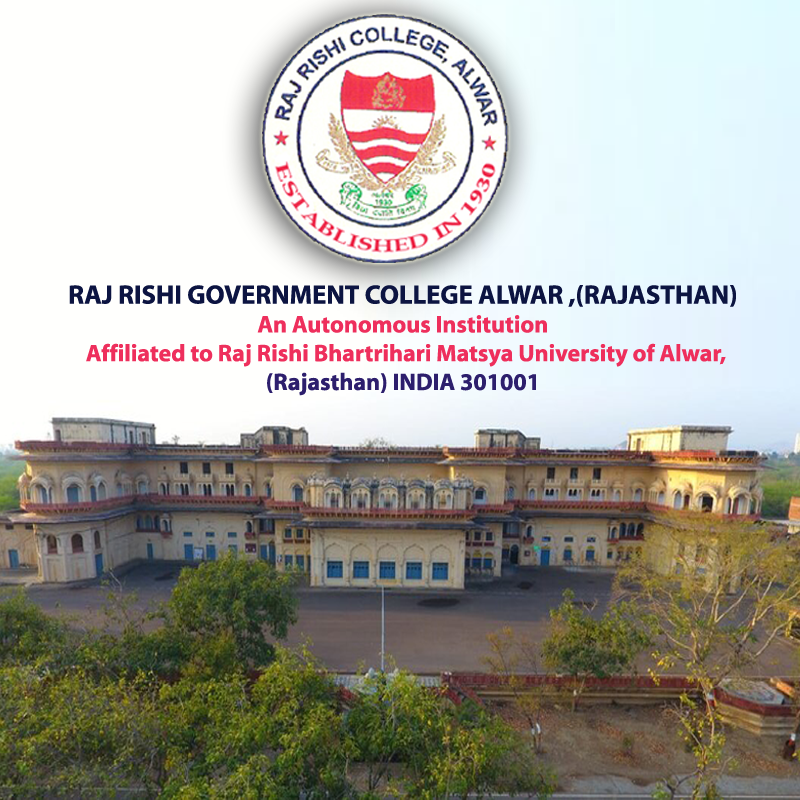 RAJ RISHI COLLEGE, ALWAR
ESTABLISHED IN 1930
1930
RAJ RISHI GOVERNMENT COLLEGE ALWAR ,(RAJASTHAN)
An Autonomous Institution
Affiliated to Raj Rishi Bhartrihari Matsya University of Alwar,
(Rajasthan) INDIA 301001